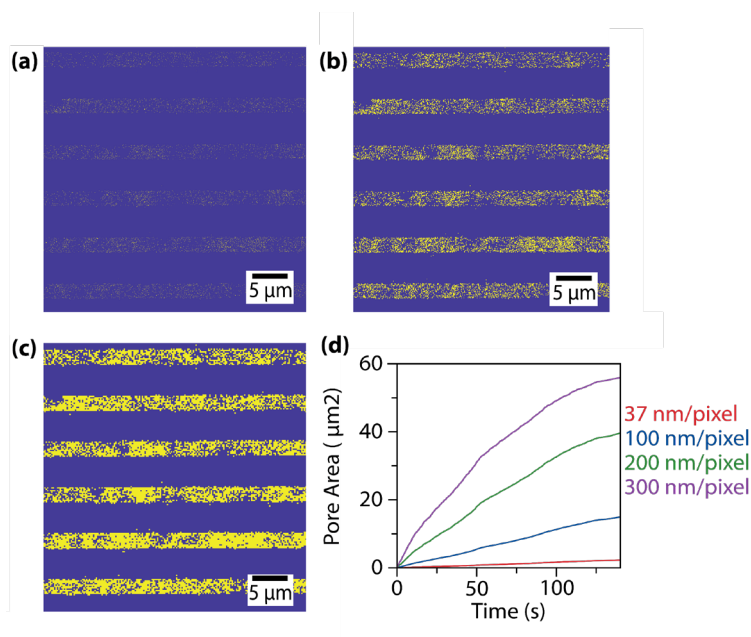 (a)
5 µm
(b)
5 µm
(c)
5 µm
(d)
60
40
20
0
Pore Area ( µm2)
0
50
100
Time (s)
37 nm/pixel
100 nm/pixel
200 nm/pixel
300 nm/pixel